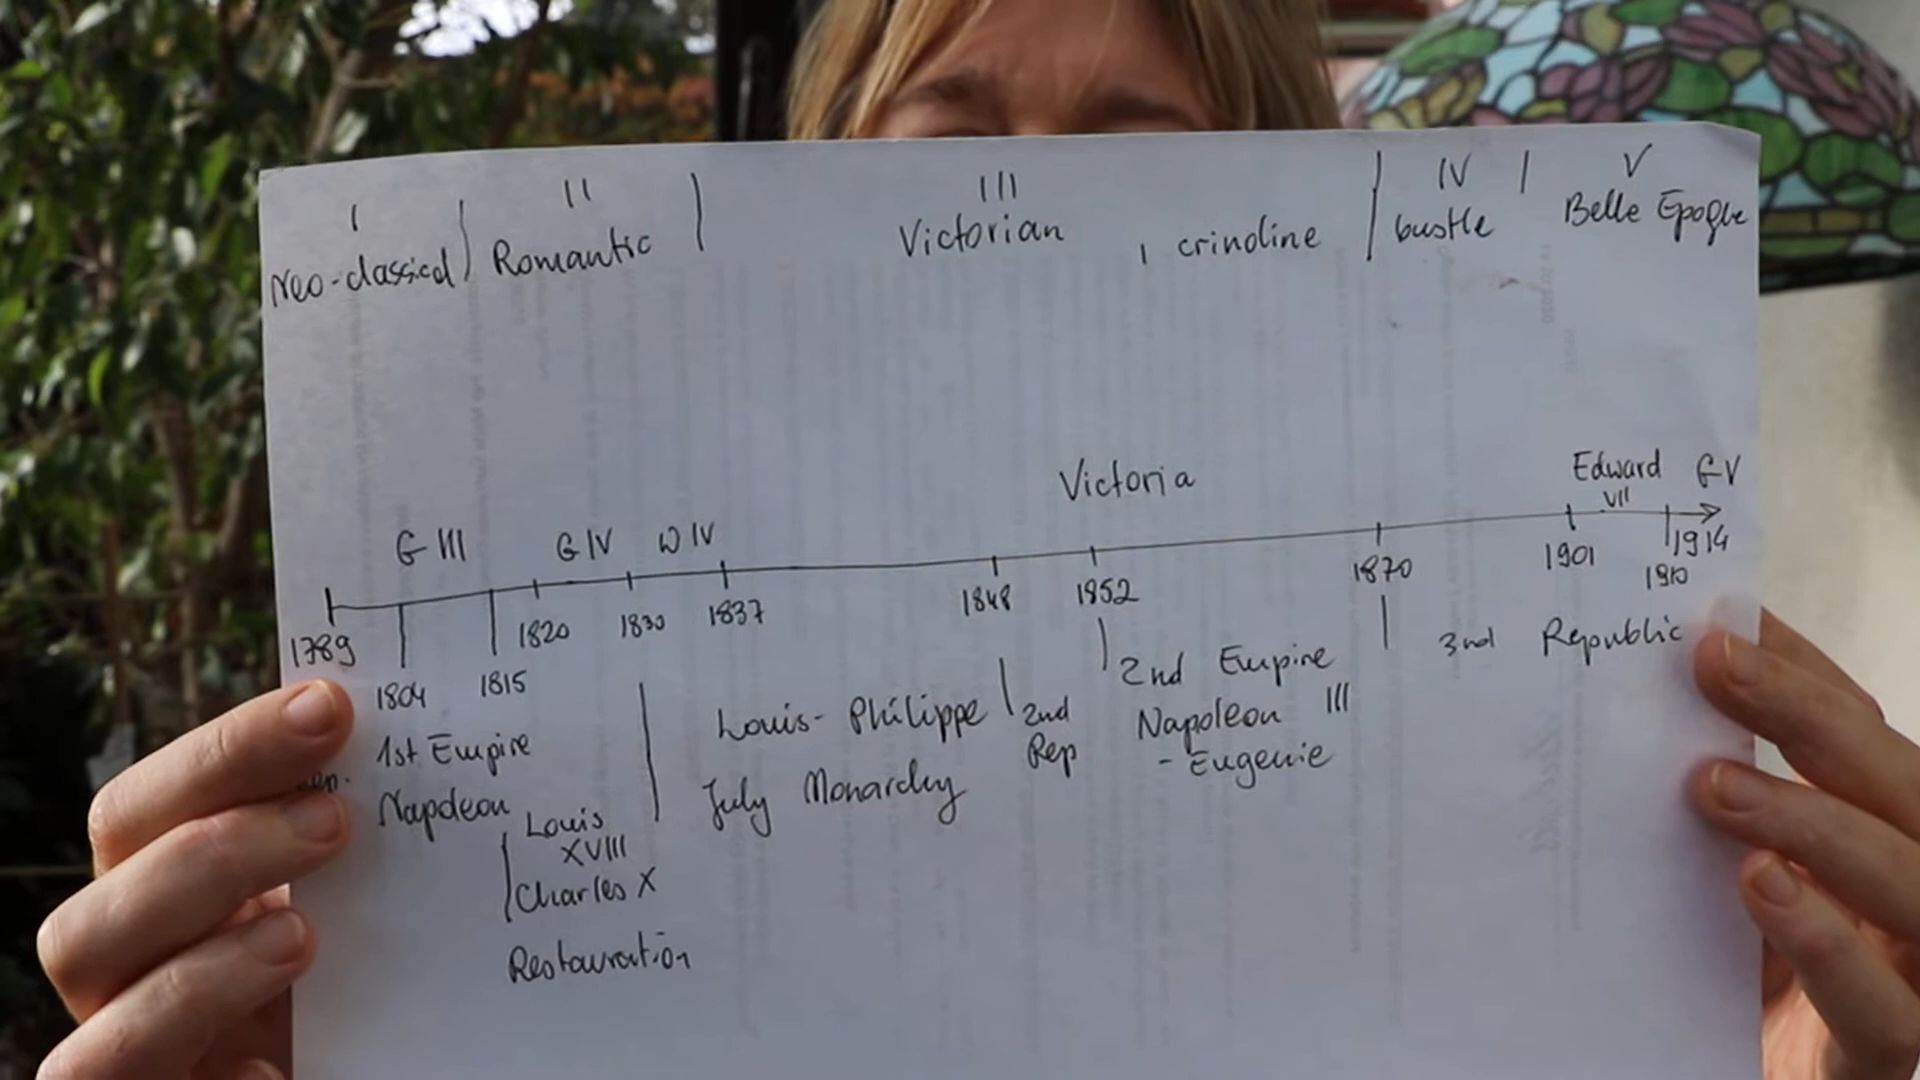 I II III IV V
Neo-classical Romantic Victorian crinoline bustle Belle Epoque
Victoria Edward VII G V
G III G IV W IV
1789 1804 1815 1820 1830 1837 1848 1852 1870 1901 1910 1914
1st Empire
Napoleon
Louis
XVIII
Charles X
Restauration
Louis-Philippe
July Monarchy
2nd
Rep
2nd Empire
Napoleon III
- Eugenie
3nd Republic